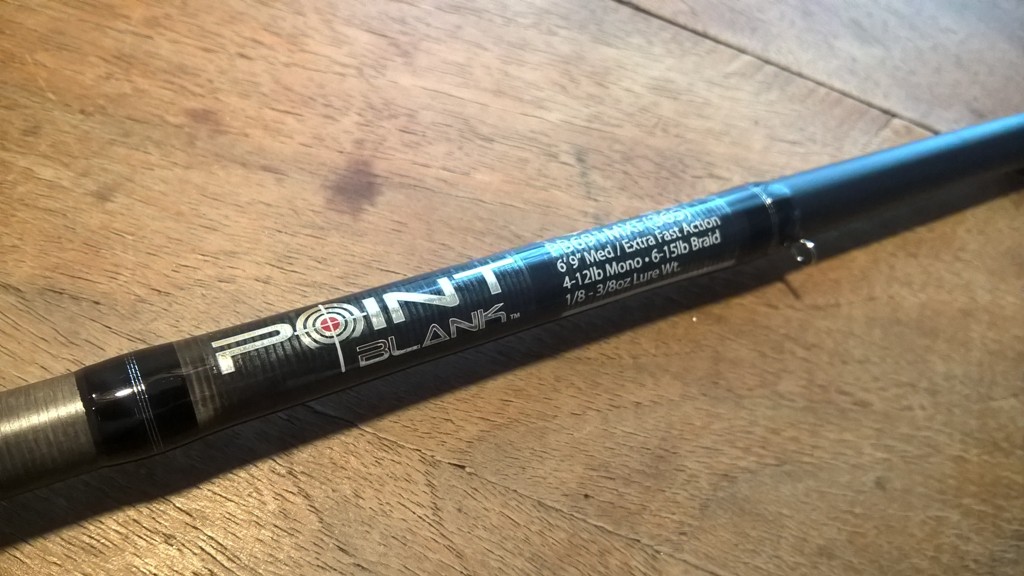 POINT
BLANK™
6'9" Med / Extra Fast Action
4-12lb Mono • 6-15lb Braid
1/8 - 3/8oz Lure Wt.